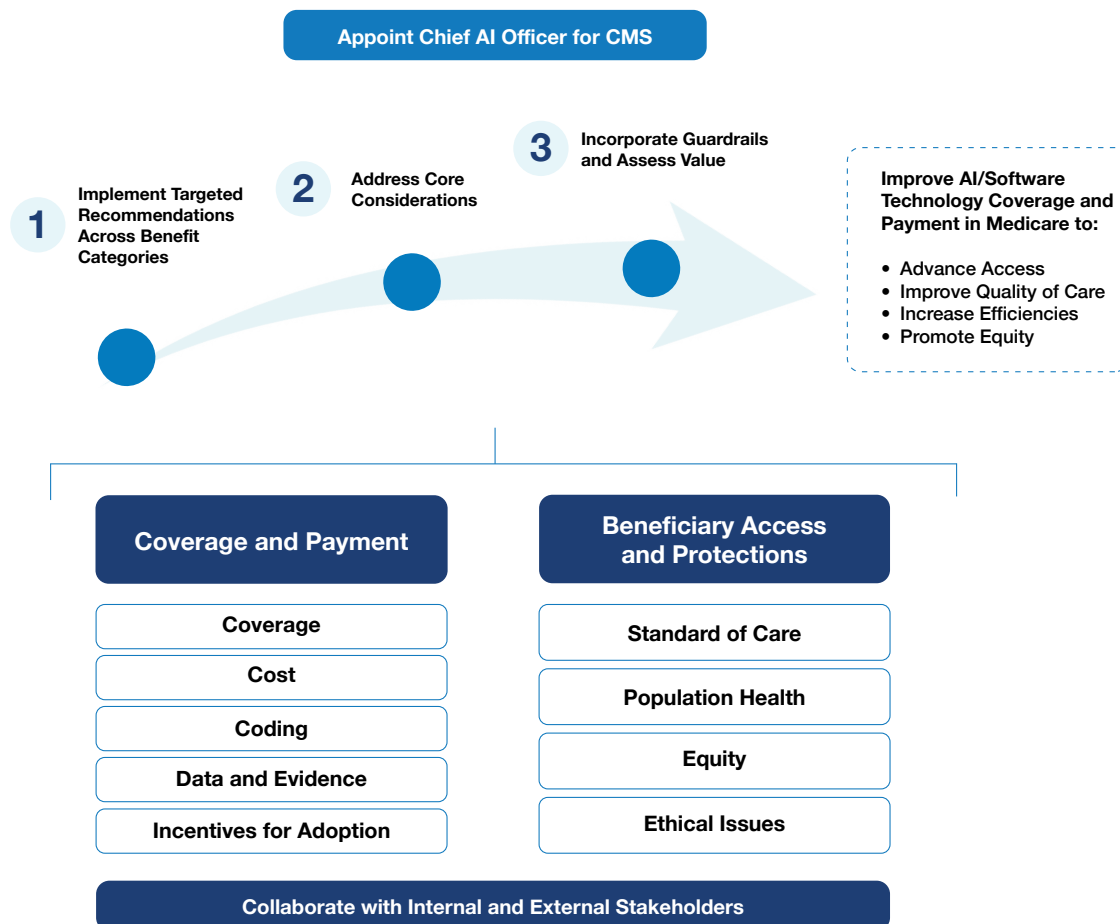 Appoint Chief AI Officer for CMS
1
Implement Targeted
Recommendations
Across Benefit
Categories
2
Address Core
Considerations
3
Incorporate Guardrails
and Assess Value
Improve AI/Software
Technology Coverage and
Payment in Medicare to:
• Advance Access
• Improve Quality of Care
• Increase Efficiencies
• Promote Equity
Coverage and Payment
Coverage
Cost
Coding
Data and Evidence
Incentives for Adoption
Beneficiary Access
and Protections
Standard of Care
Population Health
Equity
Ethical Issues
Collaborate with Internal and External Stakeholders